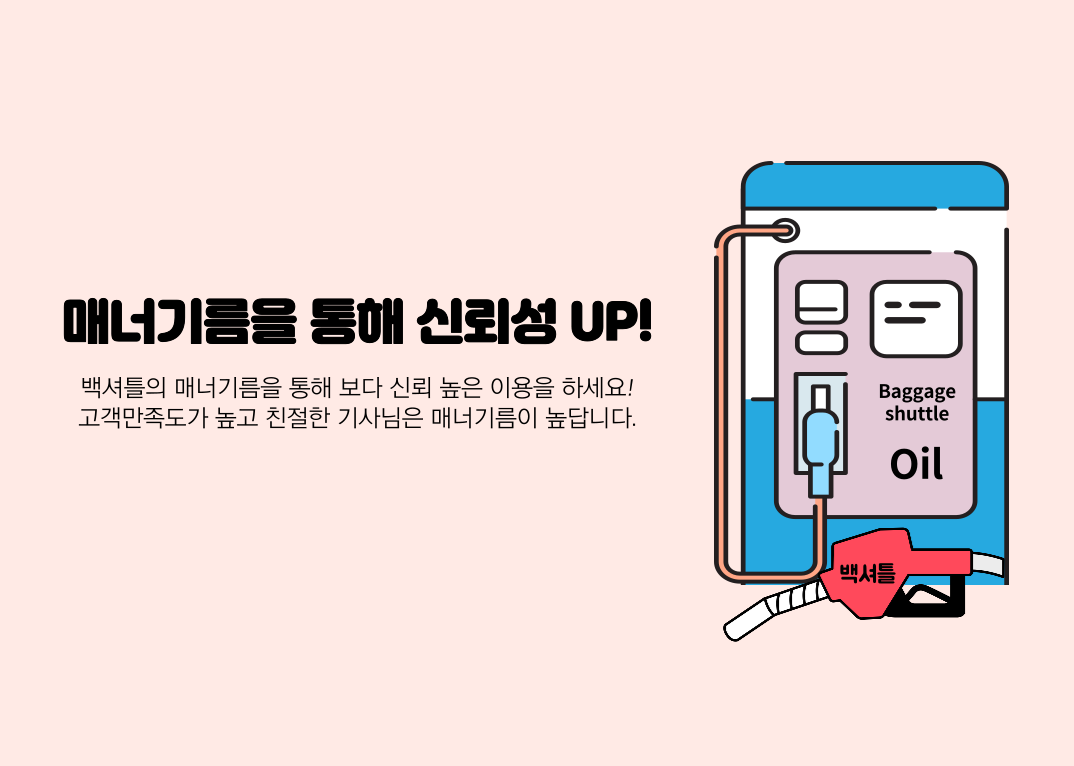 매너기름을 통해 신뢰성 UP!
백셔틀의 매너기름을 통해 보다 신뢰 높은 이용을 하세요!
고객만족도가 높고 친절한 기사님은 매너기름이 높답니다.
Baggage
shuttle
Oil
백셔틀